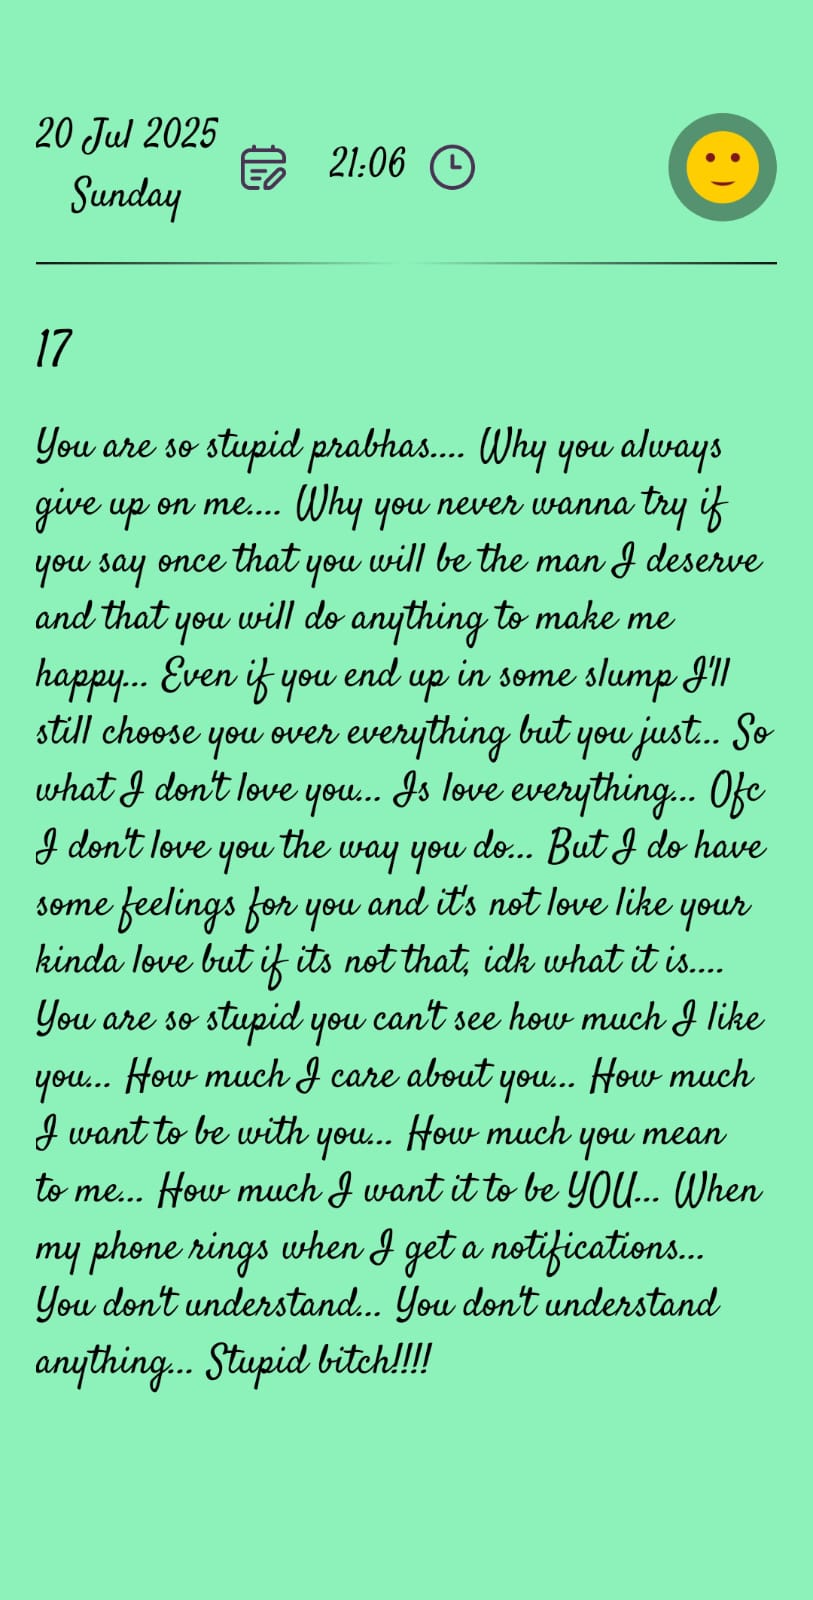 20 Jul 2025
Sunday
21:06
17
You are so stupid prabhas.... Why you always
give up on me.... Why you never wanna try if
you say once that you will be the man I deserve
and that you will do anything to make me
happy... Even if you end up in some slump I'll
still choose you over everything but you just... So
what I don't love you... Is love everything... Ofc
I don't love you the way you do... But I do have
some feelings for you and it's not love like your
kinda love but if its not that, idk what it is....
You are so stupid you can't see how much I like
you... How much I care about you... How much
I want to be with you... How much you mean
to me... How much I want it to be YOU... When
my phone rings when I get a notifications...
You don't understand... You don't understand
anything... Stupid bitch!!!!